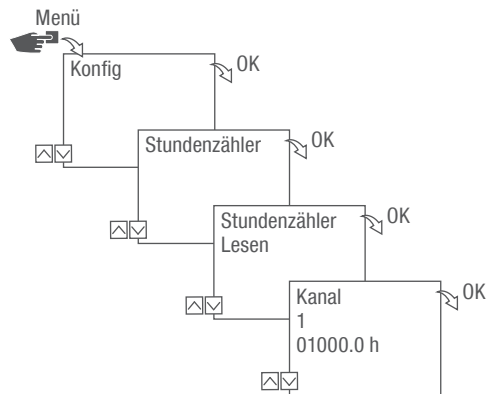 Menü
Konfig
OK
Stundenzähler
OK
Stundenzähler
Lesen
OK
Kanal
1
01000.0 h
OK